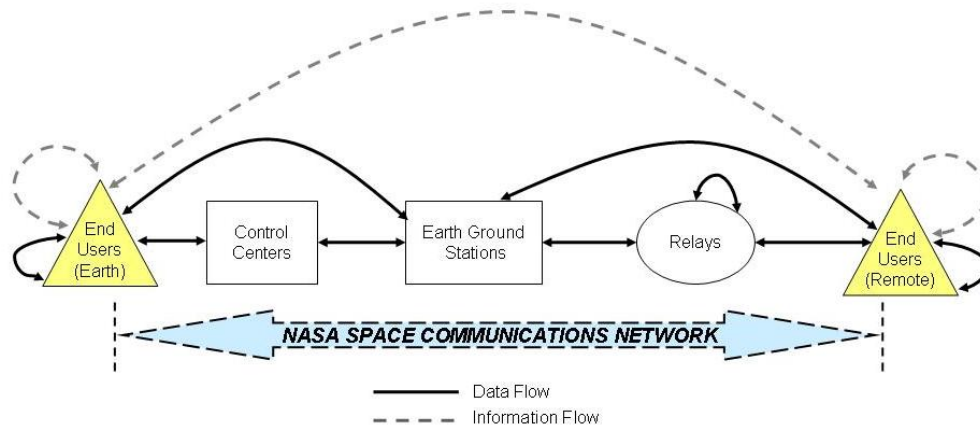 End
Users
(Earth)
Control
Centers
Earth Ground
Stations
Relays
End
Users
(Remote)
NASA SPACE COMMUNICATIONS NETWORK
Data Flow
Information Flow